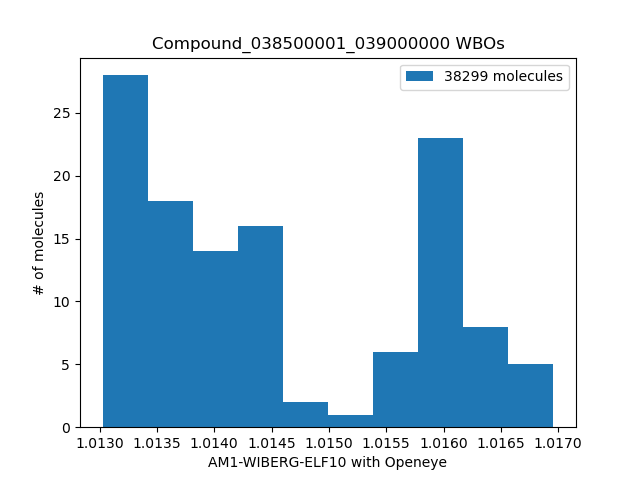 Compound_038500001_039000000 WBOs
38299 molecules
# of molecules
25
20
15
10
5
0
1.0130 1.0135 1.0140 1.0145 1.0150 1.0155 1.0160 1.0165 1.0170
AM1-WIBERG-ELF10 with Openeye